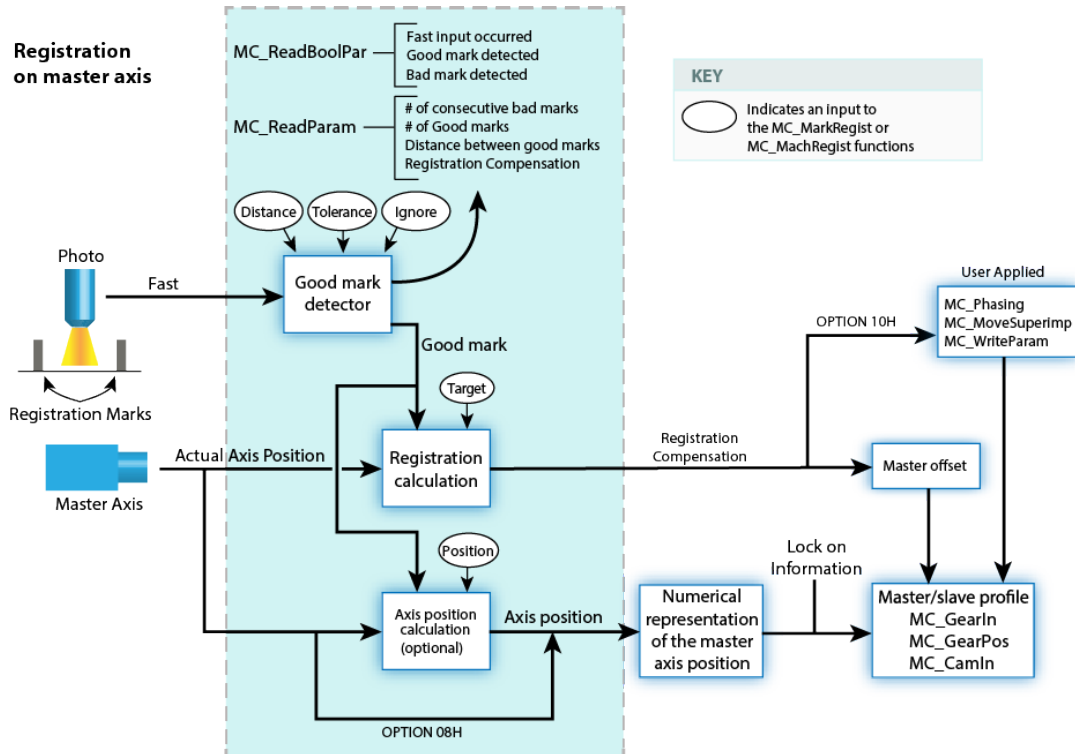 Registration
on master axis
MC_ReadBoolPar
Fast input occurred
Good mark detected
Bad mark detected
MC_ReadParam
# of consecutive bad marks
# of Good marks
Distance between good marks
Registration Compensation
KEY
Indicates an input to
the MC_MarkRegist or
MC_MachRegist functions
Distance
Tolerance
Ignore
Photo
Fast
Good mark
detector
Registration Marks
Good mark
Target
User Applied
MC_Phasing
MC_MoveSuperimp
MC_WriteParam
OPTION 10H
Actual Axis Position
Master Axis
Registration
calculation
Registration
Compensation
Master offset
Position
Axis position
calculation
(optional)
Axis position
OPTION 08H
Numerical
representation
of the master
axis position
Lock on
Information
Master/slave profile
MC_GearIn
MC_GearPos
MC_CamIn